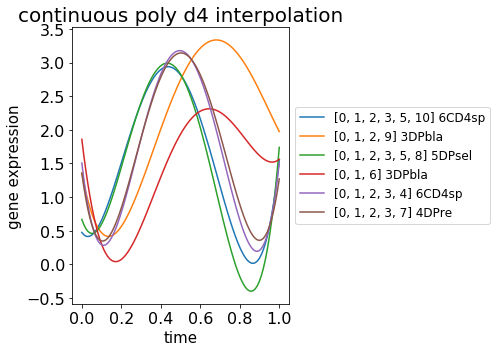 continuous poly d4 interpolation
gene expression
3.5
3.0
2.5
2.0
1.5
1.0
0.5
0.0
−0.5
0.0 0.2 0.4 0.6 0.8 1.0
time
[0, 1, 2, 3, 5, 10] 6CD4sp
[0, 1, 2, 9] 3DPbla
[0, 1, 2, 3, 5, 8] 5DPsel
[0, 1, 6] 3DPbla
[0, 1, 2, 3, 4] 6CD4sp
[0, 1, 2, 3, 7] 4DPre